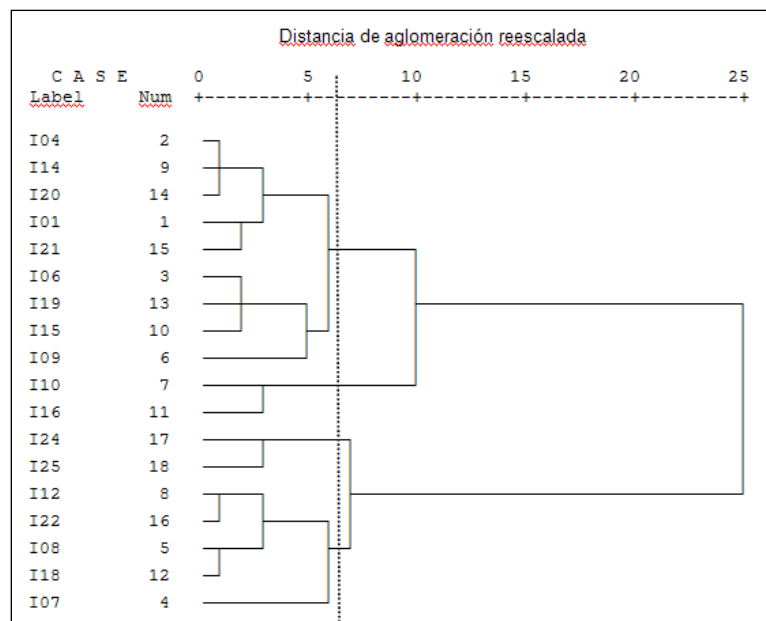 Distancia de aglomeración reescalada
C A S E 0 5 10 15 20 25
Label Num +---------+---------+---------+---------+---------+
I04 2
I14 9
I20 14
I01 1
I21 15
I06 3
I19 13
I15 10
I09 6
I10 7
I16 11
I24 17
I25 18
I12 8
I22 16
I08 5
I18 12
I07 4